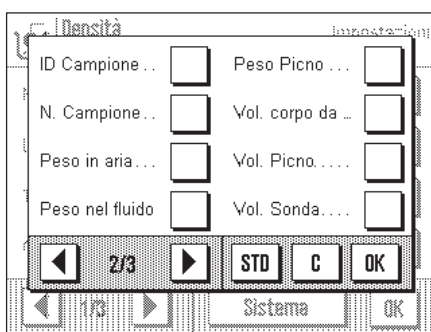 Densità
Impostazioni
ID Campione ..
Peso Picno ...
N. Campione..
Vol. corpo da ..
Peso in aria...
Vol. Picno.....
Peso nel fluido
Vol. Sonda....
2/3
STD
C
OK
1/3
Sistema
OK